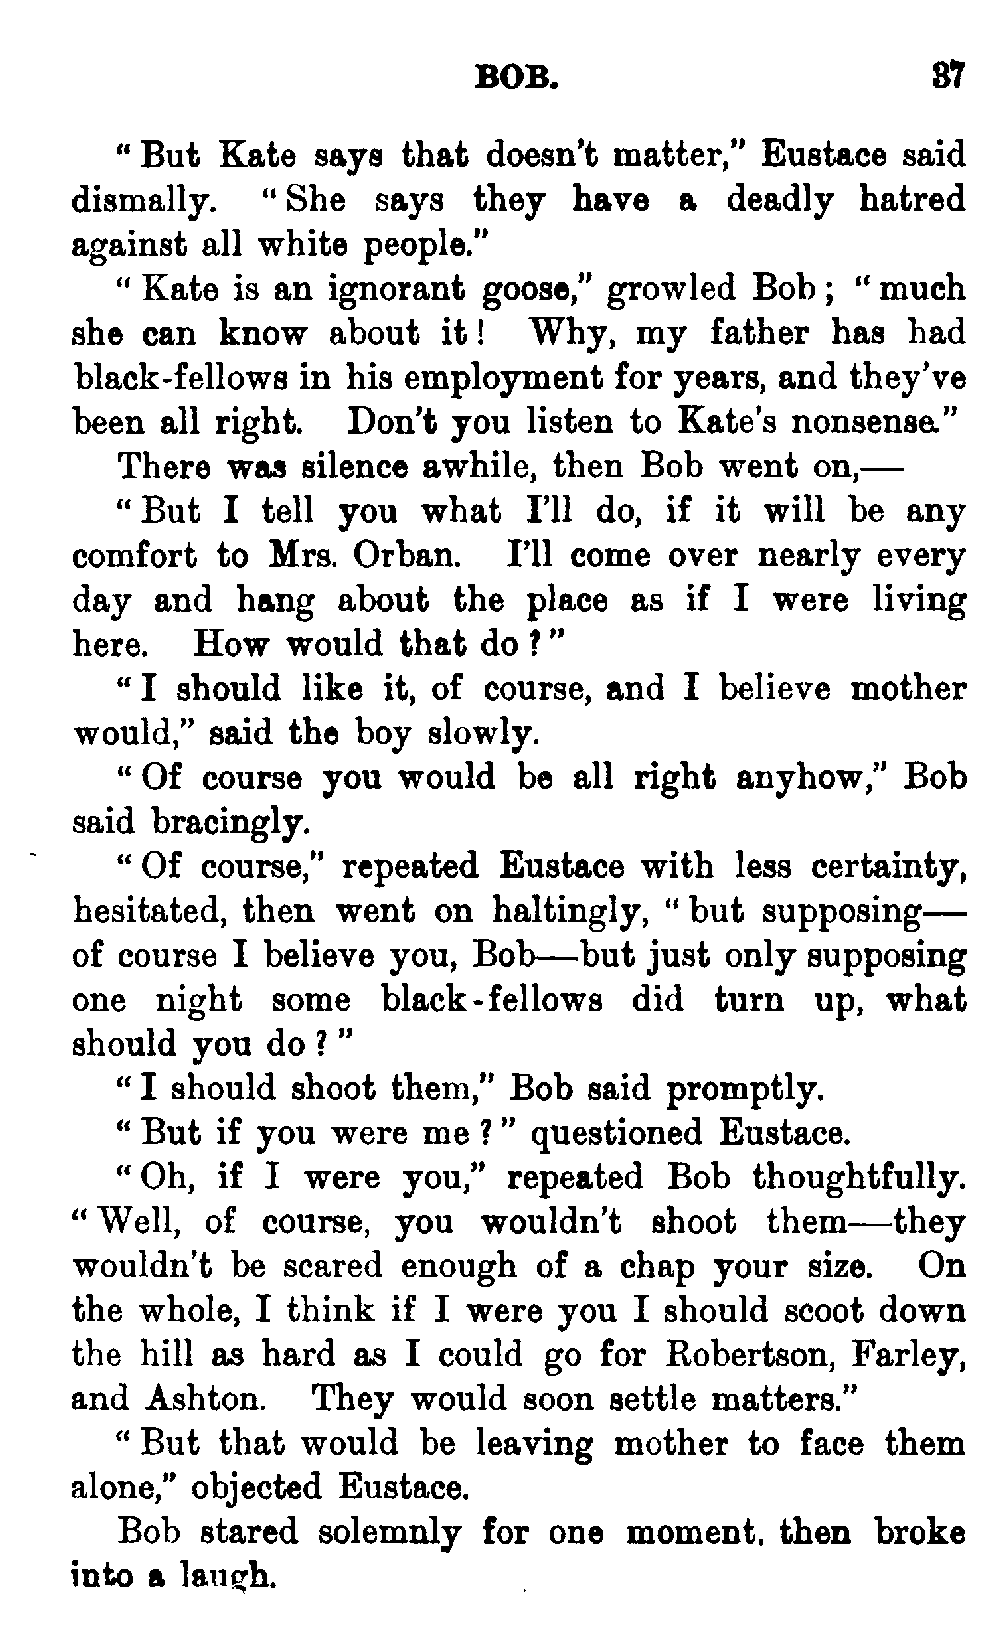 BOB. 37
“But Kate says that doesn’t matter,” Eustace said
dismally. “She says they have a deadly hatred
against all white people.”
“Kate is an ignorant goose,” growled Bob; “much
she can know about it! Why, my father has had
black-fellows in his employment for years, and they’ve
been all right. Don’t you listen to Kate’s nonsense.”
There was silence awhile, then Bob went on,—
“But I tell you what I’ll do, if it will be any
comfort to Mrs. Orban. I’ll come over nearly every
day and hang about the place as if I were living
here. How would that do?”
“I should like it, of course, and I believe mother
would,” said the boy slowly.
“Of course you would be all right anyhow,” Bob
said bracingly.
“Of course,” repeated Eustace with less certainty,
hesitated, then went on haltingly, “but supposing—
of course I believe you, Bob—but just only supposing
one night some black-fellows did turn up, what
should you do?”
“I should shoot them,” Bob said promptly.
“But if you were me?” questioned Eustace.
“Oh, if I were you,” repeated Bob thoughtfully.
“Well, of course, you wouldn’t shoot them—they
wouldn’t be scared enough of a chap your size. On
the whole, I think if I were you I should scoot down
the hill as hard as I could go for Robertson, Farley,
and Ashton. They would soon settle matters.”
“But that would be leaving mother to face them
alone,” objected Eustace.
Bob stared solemnly for one moment, then broke
into a laugh.